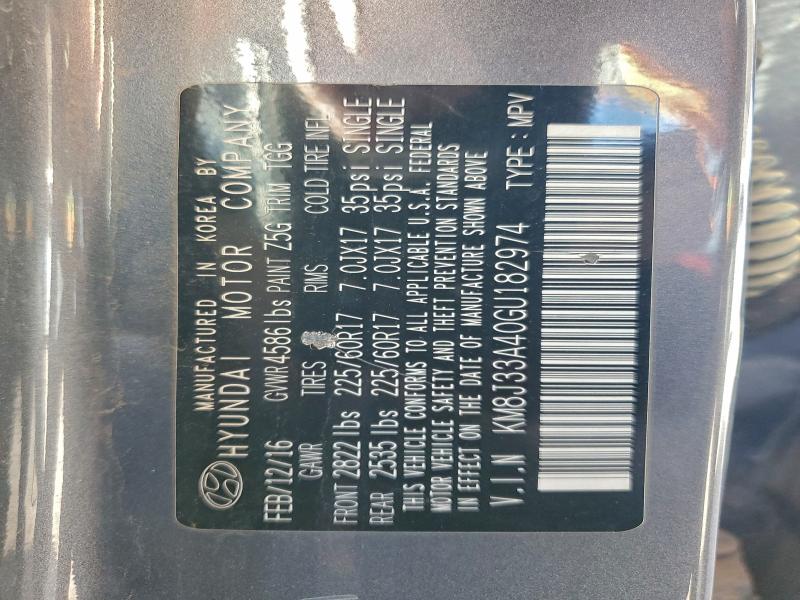 MANUFACTURED IN KOREA BY
HYUNDAI MOTOR COMPANY
FEB/12/16 GVWR4586 lbs PAINT Z5G TRIM TGG
GAWR TIRES RIMS COLD TIRE INFL
FRONT 2822 lbs 225/60R17 7.0JX17 35psi SINGLE
REAR 2535 lbs 225/60R17 7.0JX17 35psi SINGLE
THIS VEHICLE CONFORMS TO ALL APPLICABLE U.S.A. FEDERAL
MOTOR VEHICLE SAFETY AND THEFT PREVENTION STANDARDS
IN EFFECT ON THE DATE OF MANUFACTURE SHOWN ABOVE
V.I.N KM8J33A40GU182974 TYPE : MPV